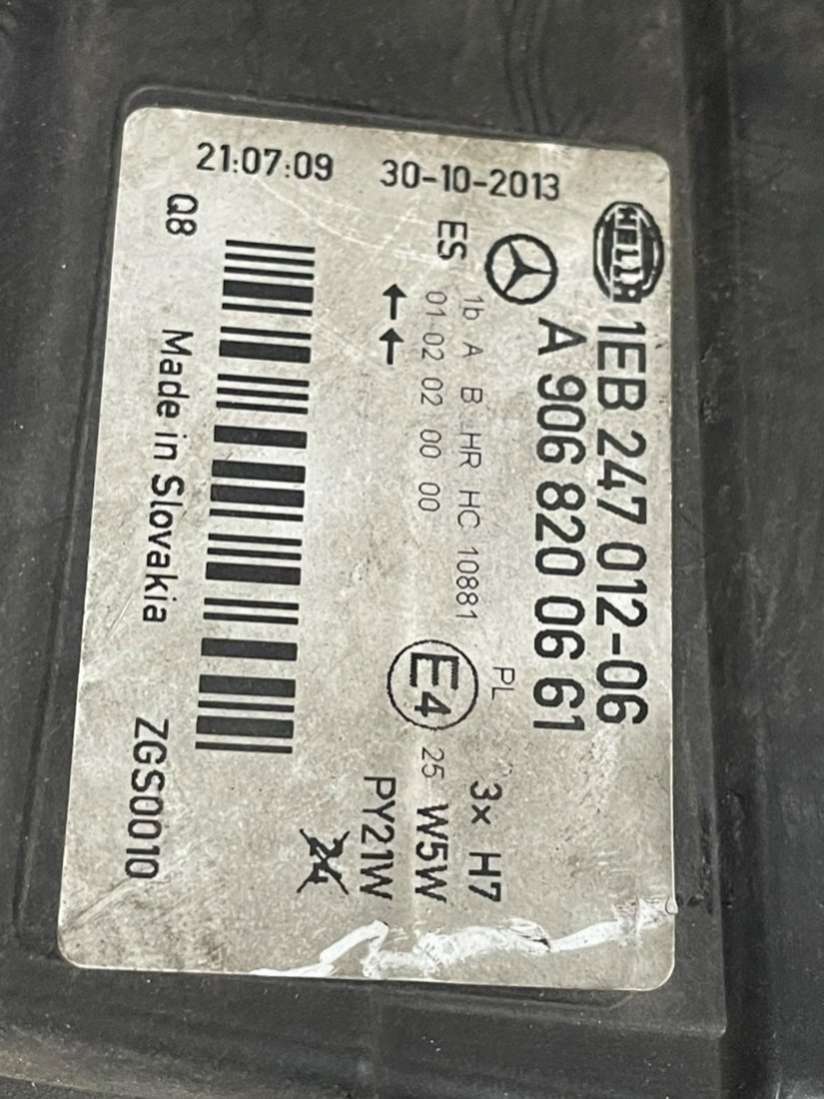 HELLA 1EB 247 012-06
A 906 820 06 61
PL 3x H7
1b A B HR HC 10881
ES 01 02 02 00 00 E4 25 W5W
←← PY21W
24
Q8 Made in Slovakia ZGS0010
21:07:09 30-10-2013